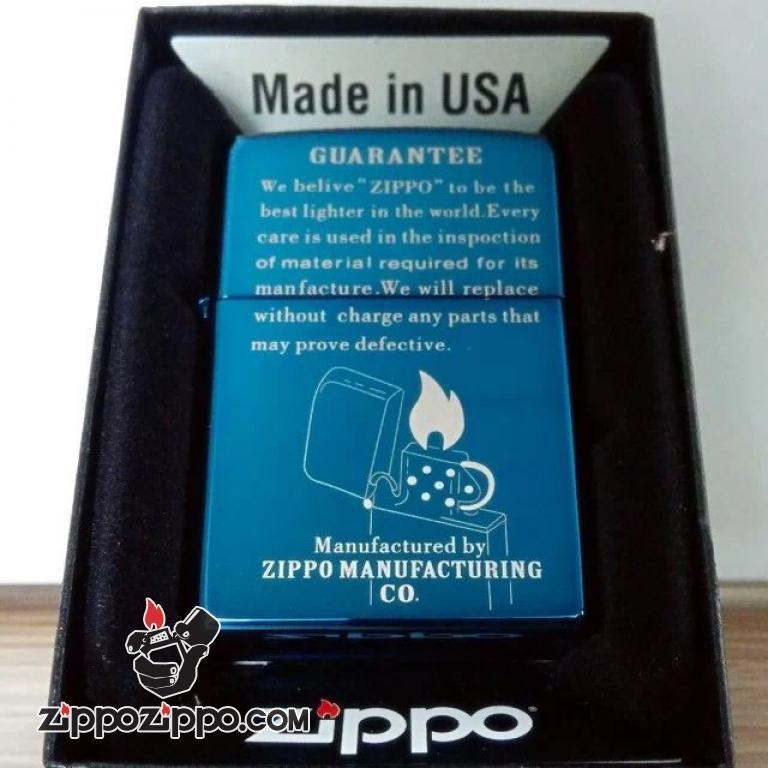 Made in USA
GUARANTEE
We belive "ZIPPO" to be the
best lighter in the world.Every
care is used in the inspoction
of material required for its
manfacture.We will replace
without charge any parts that
may prove defective.
Manufactured by
ZIPPO MANUFACTURING
CO.
zippozippo.com
zippo